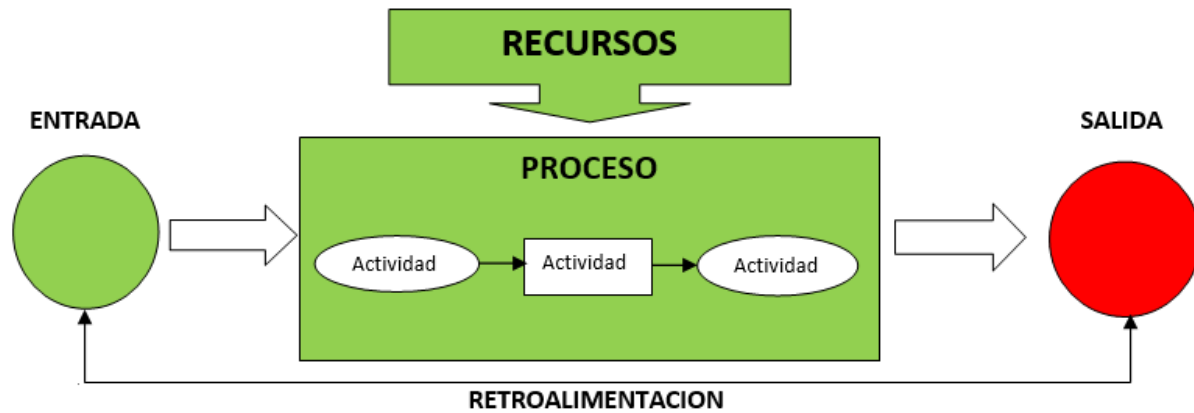 RECURSOS
ENTRADA
SALIDA
PROCESO
Actividad
Actividad
Actividad
RETROALIMENTACION